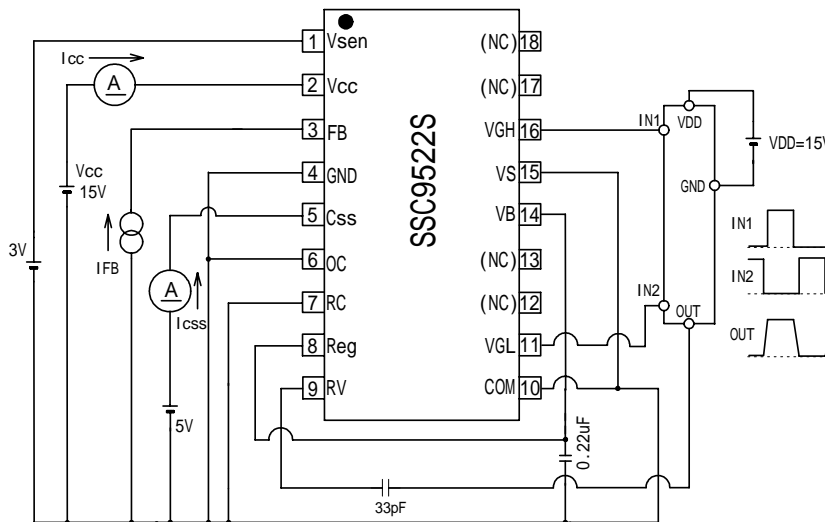 Icc
A
1 Vsen
2 Vcc
3 FB
4 GND
5 Css
6 OC
7 RC
8 Reg
9 RV
SSC9522S
(NC) 18
(NC) 17
VGH 16
VS 15
VB 14
(NC) 13
(NC) 12
VGL 11
COM 10
Vcc
15V
3V
IFB
A
Icss
5V
33pF
0.22uF
IN1
VDD
GND
IN2
OUT
VDD=15V
IN1
IN2
OUT